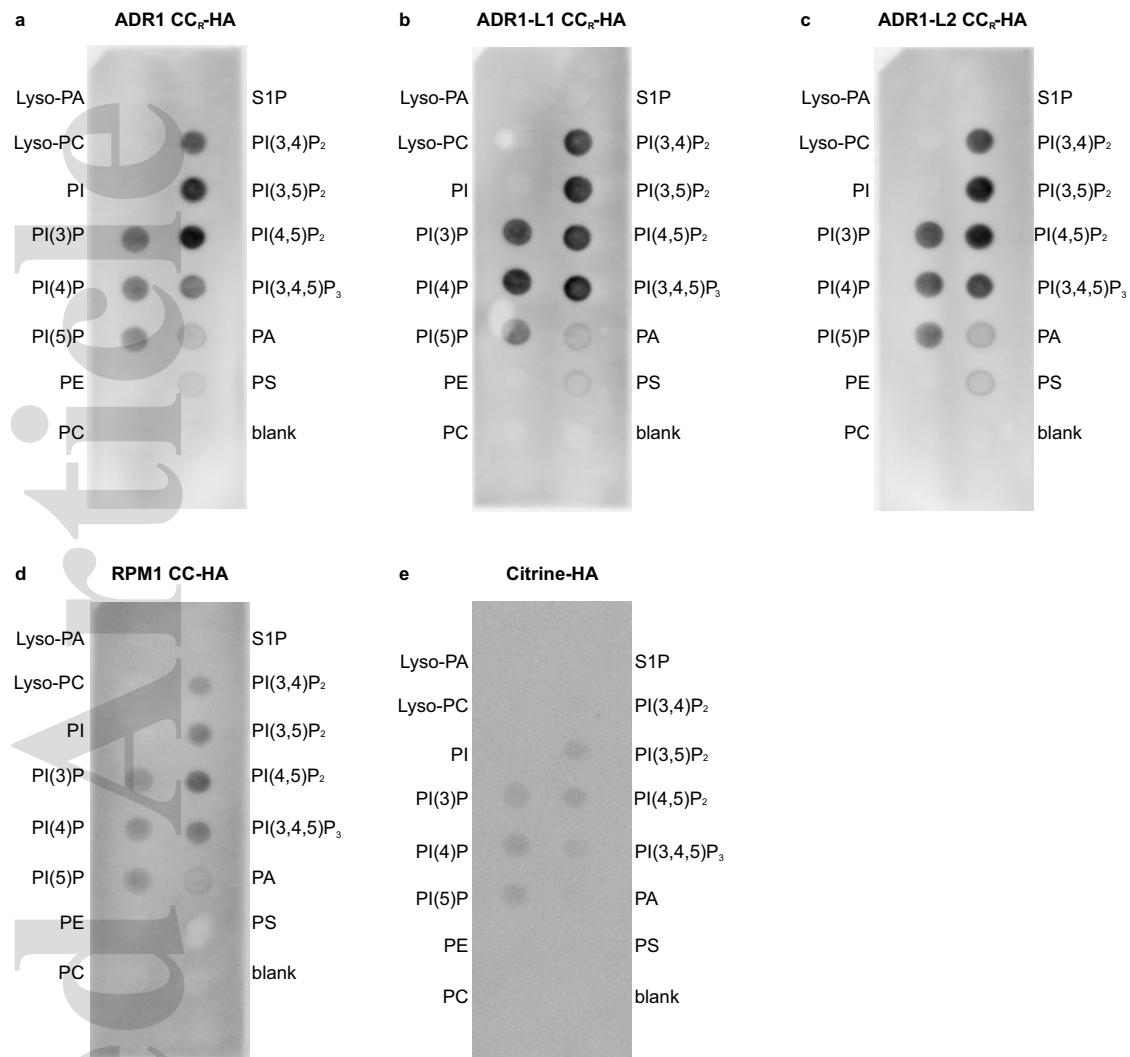 a ADR1 CCR-HA
Lyso-PA S1P
Lyso-PC PI(3,4)P2
PI PI(3,5)P2
PI(3)P PI(4,5)P2
PI(4)P PI(3,4,5)P3
PI(5)P PA
PE PS
PC blank
b ADR1-L1 CCR-HA
Lyso-PA S1P
Lyso-PC PI(3,4)P2
PI PI(3,5)P2
PI(3)P PI(4,5)P2
PI(4)P PI(3,4,5)P3
PI(5)P PA
PE PS
PC blank
c ADR1-L2 CCR-HA
Lyso-PA S1P
Lyso-PC PI(3,4)P2
PI PI(3,5)P2
PI(3)P PI(4,5)P2
PI(4)P PI(3,4,5)P3
PI(5)P PA
PE PS
PC blank
d RPM1 CC-HA
Lyso-PA S1P
Lyso-PC PI(3,4)P2
PI PI(3,5)P2
PI(3)P PI(4,5)P2
PI(4)P PI(3,4,5)P3
PI(5)P PA
PE PS
PC blank
e Citrine-HA
Lyso-PA S1P
Lyso-PC PI(3,4)P2
PI PI(3,5)P2
PI(3)P PI(4,5)P2
PI(4)P PI(3,4,5)P3
PI(5)P PA
PE PS
PC blank
d Article